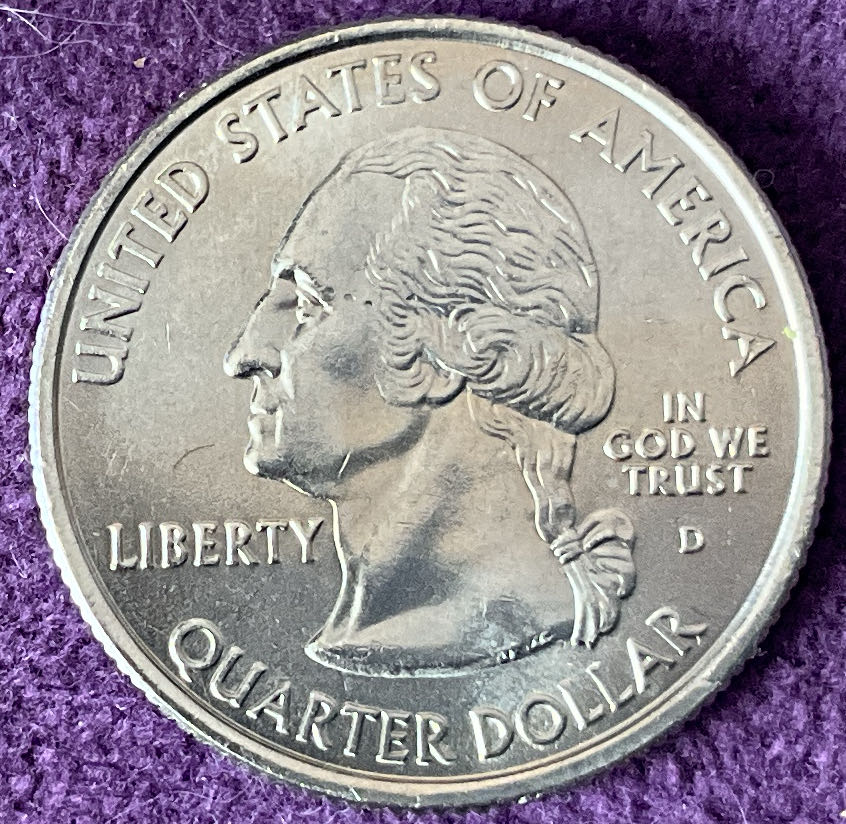 UNITED STATES OF AMERICA
IN
GOD WE
TRUST
LIBERTY
D
QUARTER DOLLAR